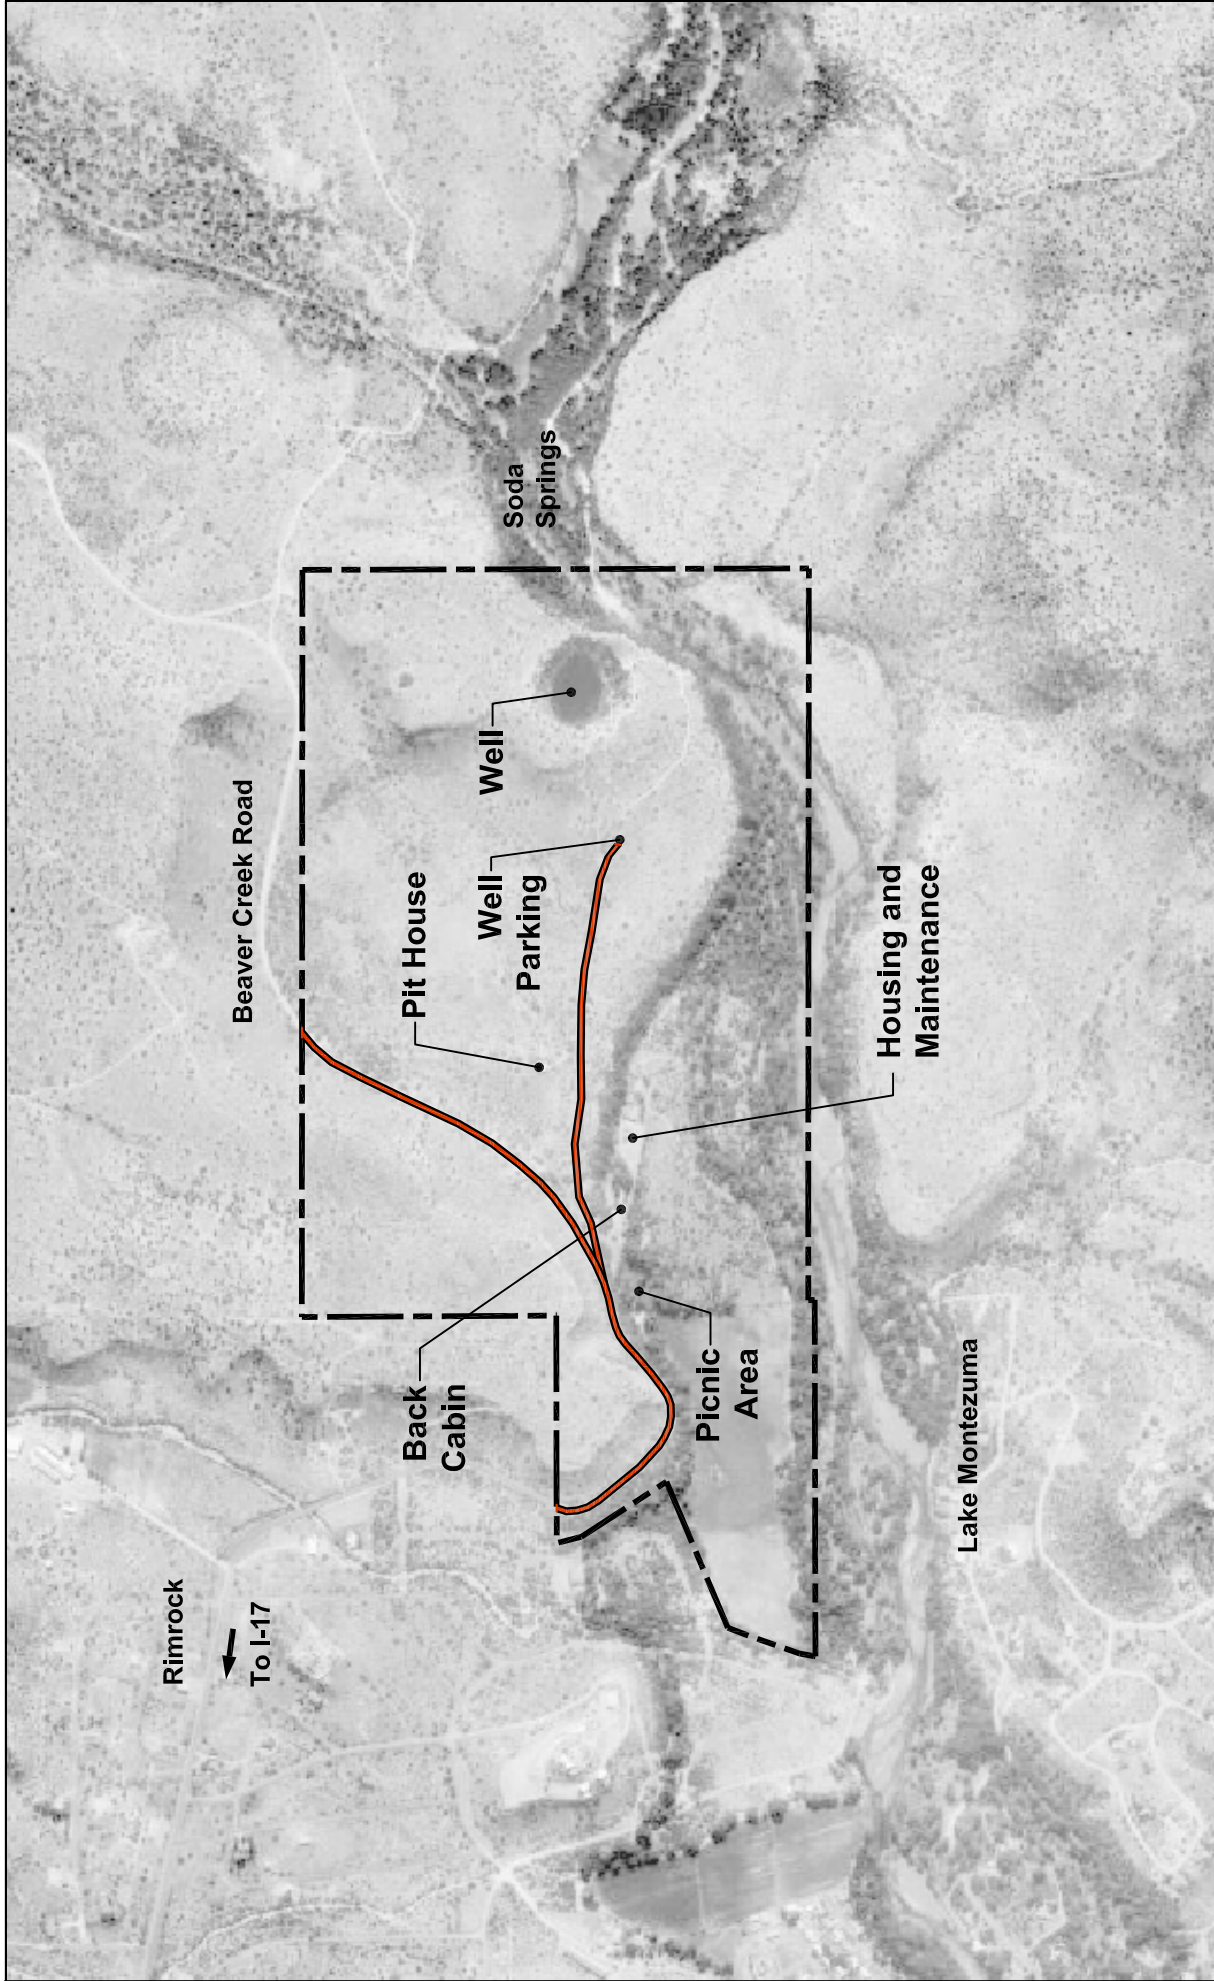 Rimrock
To I-17
Beaver Creek Road
Back
Cabin
Pit House
Well
Parking
Well
Soda
Springs
Picnic
Area
Housing and
Maintenance
Lake Montezuma